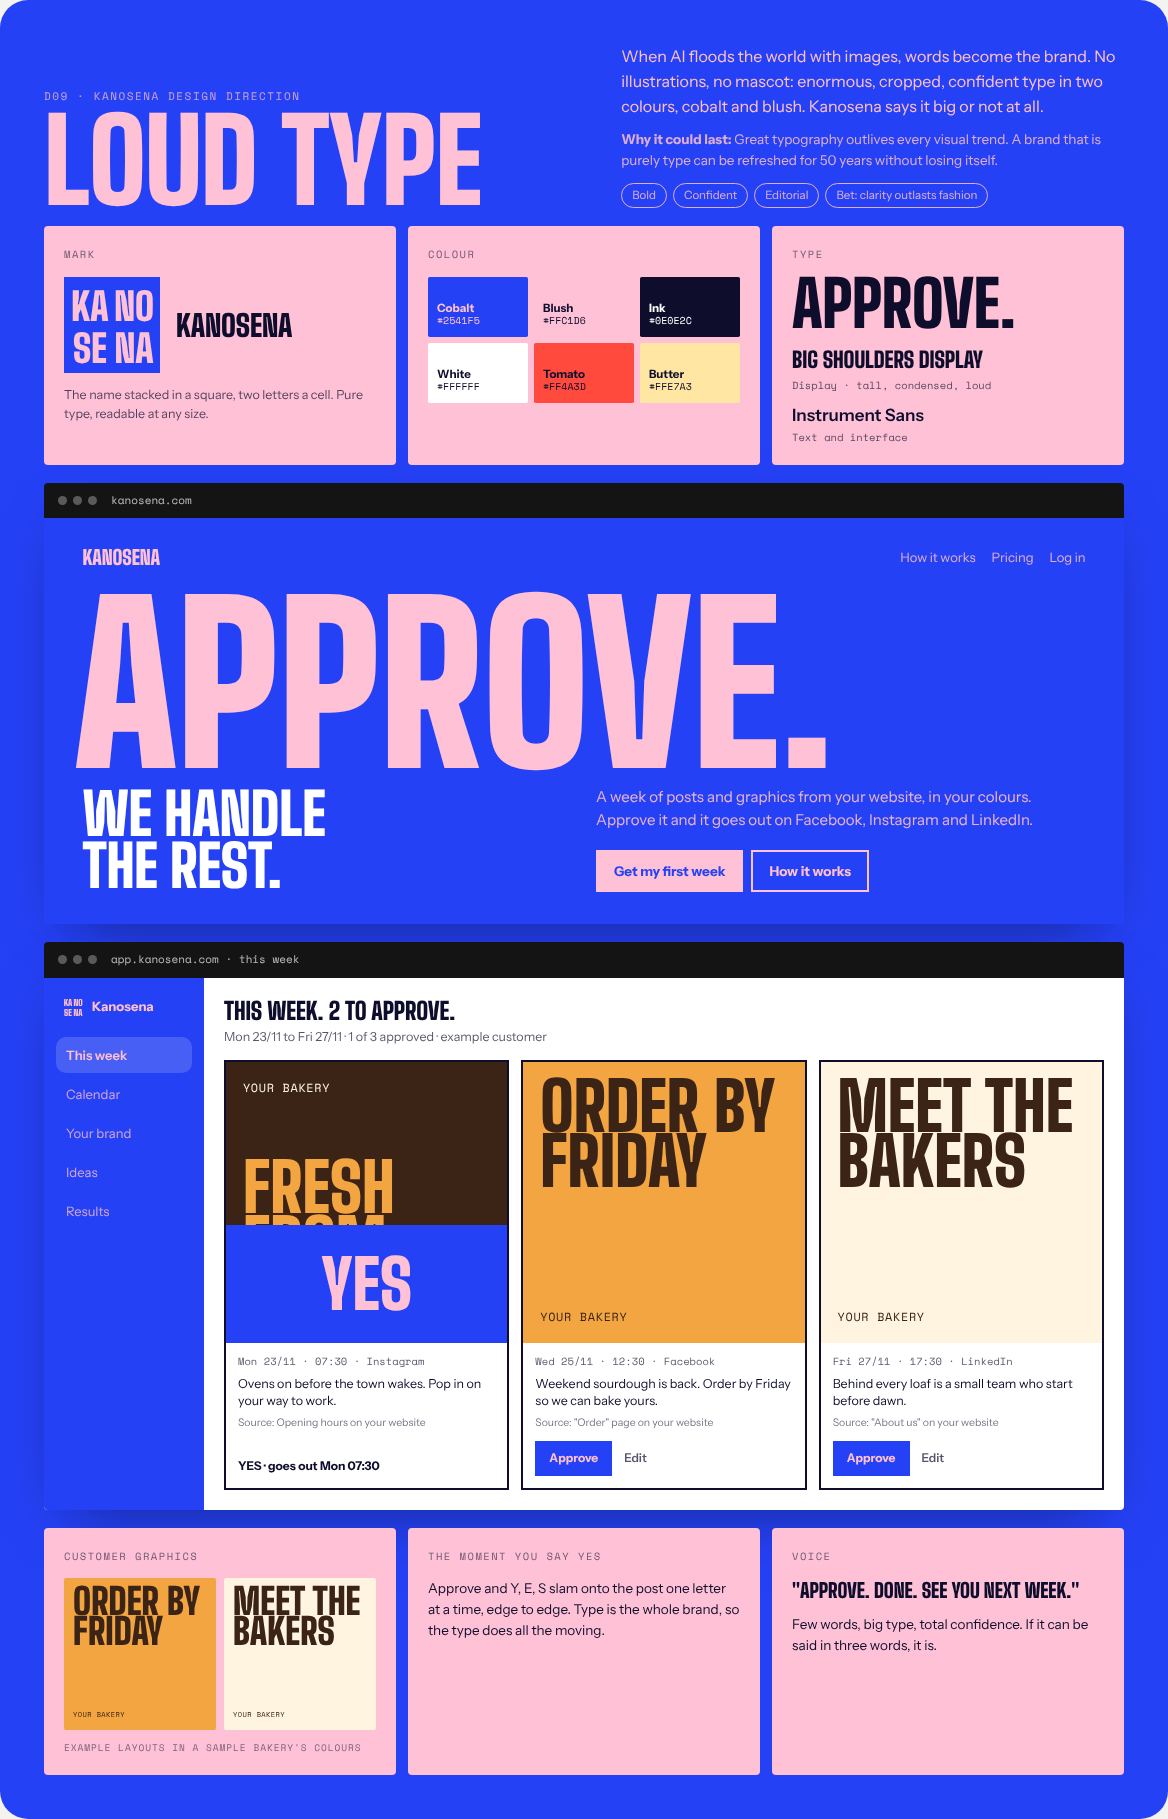 D09 · KANOSENA DESIGN DIRECTION
LOUD TYPE
When AI floods the world with images, words become the brand. No
illustrations, no mascot: enormous, cropped, confident type in two
colours, cobalt and blush. Kanosena says it big or not at all.
Why it could last: Great typography outlives every visual trend. A brand that is
purely type can be refreshed for 50 years without losing itself.
Bold
Confident
Editorial
Bet: clarity outlasts fashion
MARK
KA NO
SE NA
KANOSENA
The name stacked in a square, two letters a cell. Pure
type, readable at any size.
COLOUR
Cobalt
#2541F5
Blush
#FFC1D6
Ink
#0E0E2C
White
#FFFFFF
Tomato
#FF4A3D
Butter
#FFE7A3
TYPE
APPROVE.
BIG SHOULDERS DISPLAY
Display · tall, condensed, loud
Instrument Sans
Text and interface
kanosena.com
KANOSENA
How it works
Pricing
Log in
APPROVE.
WE HANDLE
THE REST.
A week of posts and graphics from your website, in your colours.
Approve it and it goes out on Facebook, Instagram and LinkedIn.
Get my first week
How it works
app.kanosena.com · this week
KA NO
SE NA
Kanosena
This week
Calendar
Your brand
Ideas
Results
THIS WEEK. 2 TO APPROVE.
Mon 23/11 to Fri 27/11 · 1 of 3 approved · example customer
YOUR BAKERY
FRESH
FROM
YES
Mon 23/11 · 07:30 · Instagram
Ovens on before the town wakes. Pop in on
your way to work.
Source: Opening hours on your website
YES · goes out Mon 07:30
ORDER BY
FRIDAY
YOUR BAKERY
Wed 25/11 · 12:30 · Facebook
Weekend sourdough is back. Order by Friday
so we can bake yours.
Source: "Order" page on your website
Approve
Edit
MEET THE
BAKERS
YOUR BAKERY
Fri 27/11 · 17:30 · LinkedIn
Behind every loaf is a small team who start
before dawn.
Source: "About us" on your website
Approve
Edit
CUSTOMER GRAPHICS
ORDER BY
FRIDAY
YOUR BAKERY
MEET THE
BAKERS
YOUR BAKERY
EXAMPLE LAYOUTS IN A SAMPLE BAKERY'S COLOURS
THE MOMENT YOU SAY YES
Approve and Y, E, S slam onto the post one letter
at a time, edge to edge. Type is the whole brand, so
the type does all the moving.
VOICE
"APPROVE. DONE. SEE YOU NEXT WEEK."
Few words, big type, total confidence. If it can be
said in three words, it is.